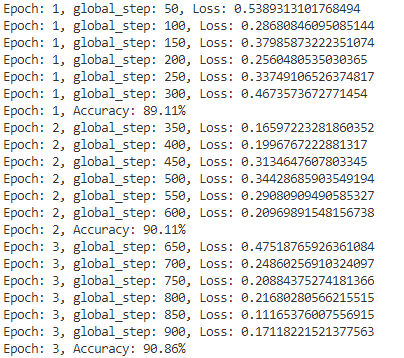 Epoch: 1, global_step: 50, Loss: 0.5389313101768494
Epoch: 1, global_step: 100, Loss: 0.28680846095085144
Epoch: 1, global_step: 150, Loss: 0.37985873222351074
Epoch: 1, global_step: 200, Loss: 0.2560480535030365
Epoch: 1, global_step: 250, Loss: 0.33749106526374817
Epoch: 1, global_step: 300, Loss: 0.4673573672771454
Epoch: 1, Accuracy: 89.11%
Epoch: 2, global_step: 350, Loss: 0.16597223281860352
Epoch: 2, global_step: 400, Loss: 0.1996767222881317
Epoch: 2, global_step: 450, Loss: 0.3134647607803345
Epoch: 2, global_step: 500, Loss: 0.34428685903549194
Epoch: 2, global_step: 550, Loss: 0.29080909490585327
Epoch: 2, global_step: 600, Loss: 0.20969891548156738
Epoch: 2, Accuracy: 90.11%
Epoch: 3, global_step: 650, Loss: 0.47518765926361084
Epoch: 3, global_step: 700, Loss: 0.24860256910324097
Epoch: 3, global_step: 750, Loss: 0.20884375274181366
Epoch: 3, global_step: 800, Loss: 0.21680280566215515
Epoch: 3, global_step: 850, Loss: 0.11165376007556915
Epoch: 3, global_step: 900, Loss: 0.17118221521377563
Epoch: 3, Accuracy: 90.86%